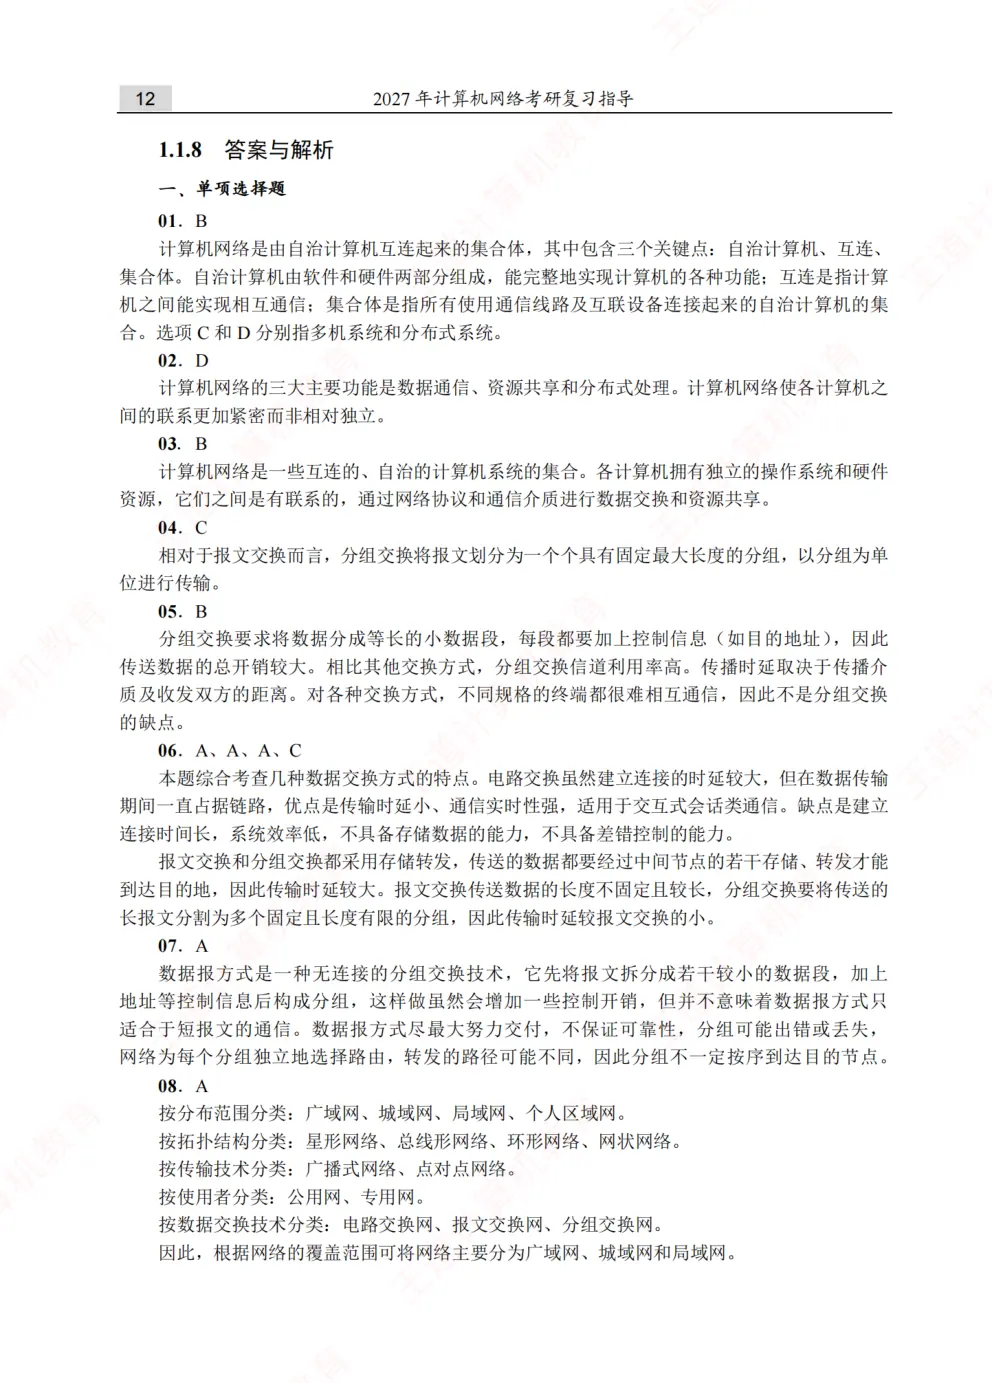 12
2027 年计算机网络考研复习指导
1.1.8 答案与解析
一、单项选择题
01. B
计算机网络是由自治计算机互连起来的集合体，其中包含三个关键点：自治计算机、互连、
集合体。自治计算机由软件和硬件两部分组成，能完整地实现计算机的各种功能；互连是指计算
机之间能实现相互通信；集合体是指所有使用通信线路及互联设备连接起来的自治计算机的集
合。选项 C 和 D 分别指多机系统和分布式系统。
02. D
计算机网络的三大主要功能是数据通信、资源共享和分布式处理。计算机网络使各计算机之
间的联系更加紧密而非相对独立。
03. B
计算机网络是一些互连的、自治的计算机系统的集合。各计算机拥有独立的操作系统和硬件
资源，它们之间是有联系的，通过网络协议和通信介质进行数据交换和资源共享。
04. C
相对于报文交换而言，分组交换将报文划分为一个个具有固定最大长度的分组，以分组为单
位进行传输。
05. B
分组交换要求将数据分成等长的小数据段，每段都要加上控制信息（如目的地址），因此
传送数据的总开销较大。相比其他交换方式，分组交换信道利用率高。传播时延取决于传播介
质及收发双方的距离。对各种交换方式，不同规格的终端都很难相互通信，因此不是分组交换
的缺点。
06. A、A、A、C
本题综合考查几种数据交换方式的特点。电路交换虽然建立连接的时延较大，但在数据传输
期间一直占据链路，优点是传输时延小、通信实时性强，适用于交互式会话类通信。缺点是建立
连接时间长，系统效率低，不具备存储数据的能力，不具备差错控制的能力。
报文交换和分组交换都采用存储转发，传送的数据都要经过中间节点的若干存储、转发才能
到达目的地，因此传输时延较大。报文交换传送数据的长度不固定且较长，分组交换要将传送的
长报文分割为多个固定且长度有限的分组，因此传输时延较报文交换的小。
07. A
数据报方式是一种无连接的分组交换技术，它先将报文拆分成若干较小的数据段，加上
地址等控制信息后构成分组，这样做虽然会增加一些控制开销，但并不意味着数据报方式只
适合于短报文的通信。数据报方式尽最大努力交付，不保证可靠性，分组可能出错或丢失，
网络为每个分组独立地选择路由，转发的路径可能不同，因此分组不一定按序到达目的节点。
08. A
按分布范围分类：广域网、城域网、局域网、个人区域网。
按拓扑结构分类：星形网络、总线形网络、环形网络、网状网络。
按传输技术分类：广播式网络、点对点网络。
按使用者分类：公用网、专用网。
按数据交换技术分类：电路交换网、报文交换网、分组交换网。
因此，根据网络的覆盖范围可将网络主要分为广域网、城域网和局域网。